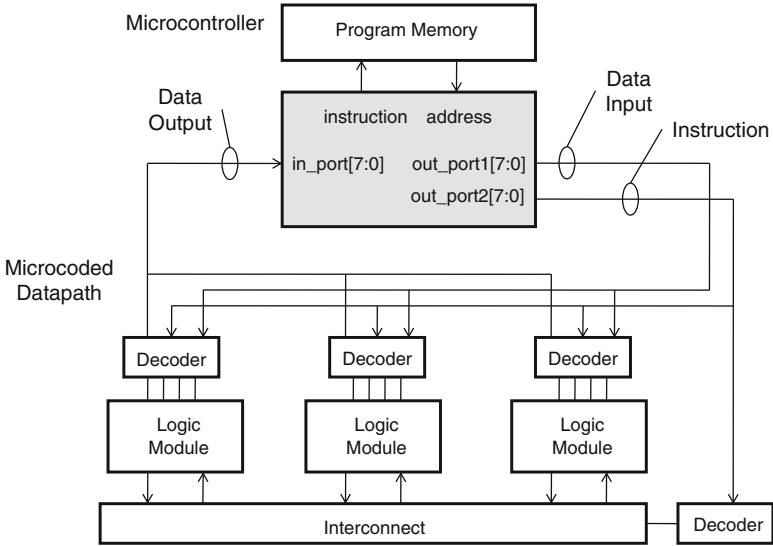 Microcontroller
Program Memory
Data
Output
Data
Input
Instruction
instruction address
in_port[7:0] out_port1[7:0]
out_port2[7:0]
Microcoded
Datapath
Decoder
Decoder
Decoder
Logic
Module
Logic
Module
Logic
Module
Interconnect
Decoder